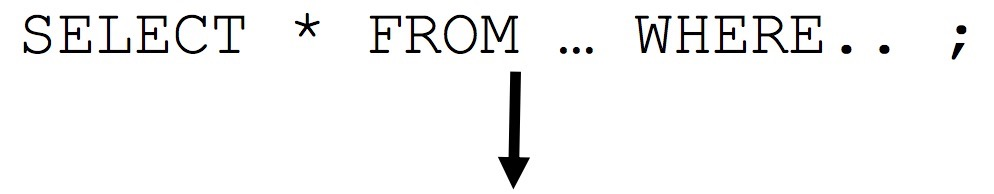 SELECT * FROM … WHERE.. ;